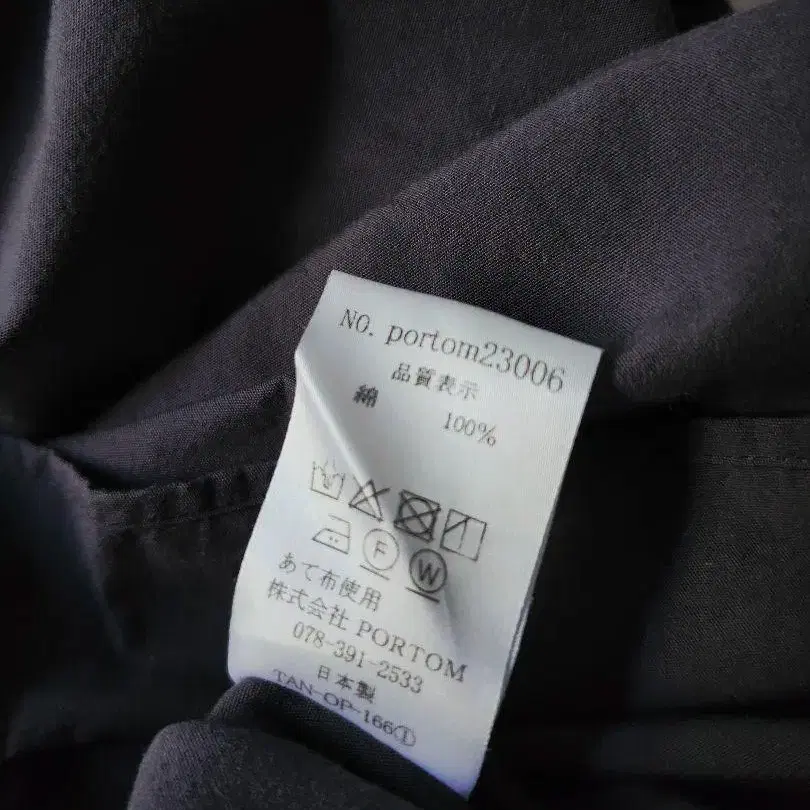 NO. portom23006
品質表示
綿 100%
F W
あて布使用
株式会社 PORTOM
078-391-2533
日本製
TAN-OP-166①